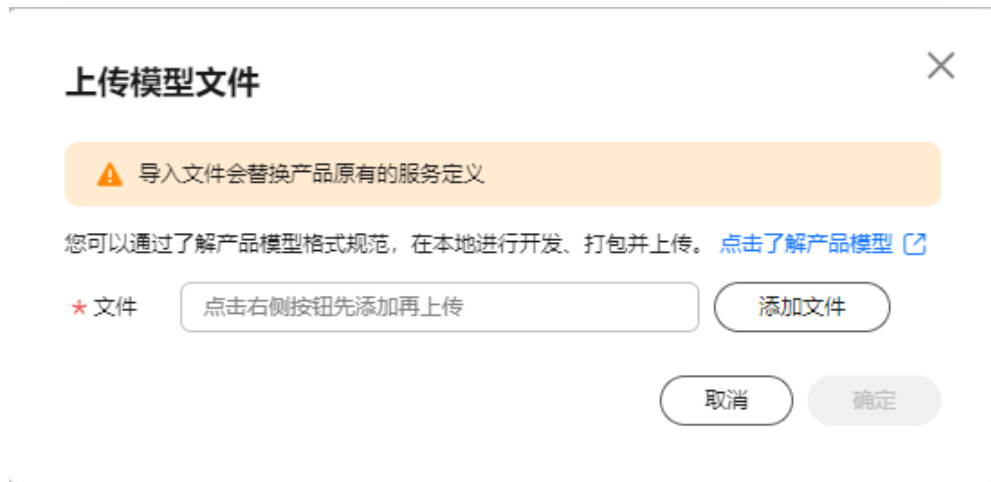 上传模型文件
导入文件会替换产品原有的服务定义
您可以通过了解产品模型格式规范，在本地进行开发、打包并上传。 点击了解产品模型
* 文件 点击右侧按钮先添加再上传 添加文件
取消 确定